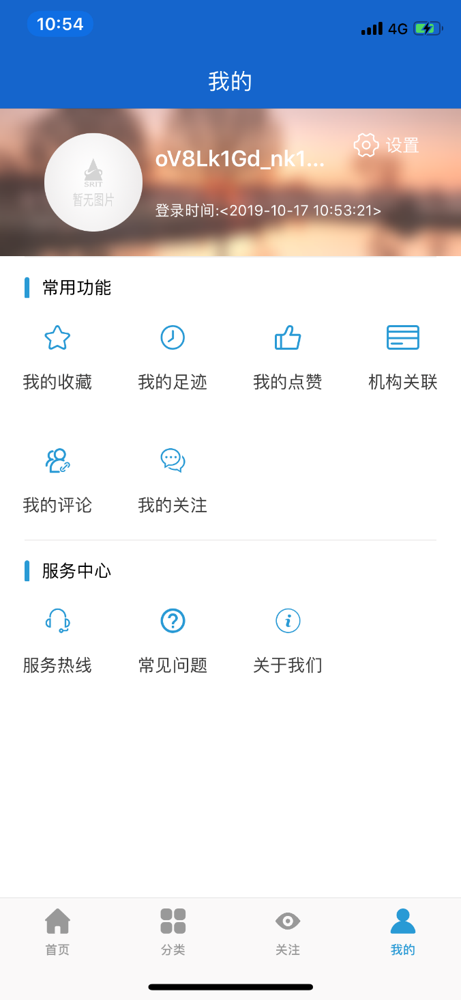 10:54
4G
我的
设置
oV8Lk1Gd_nk1...
SRIT
暂无图片
登录时间:<2019-10-17 10:53:21>
常用功能
我的收藏 我的足迹 我的点赞 机构关联
我的评论 我的关注
服务中心
服务热线 常见问题 关于我们
首页 分类 关注 我的